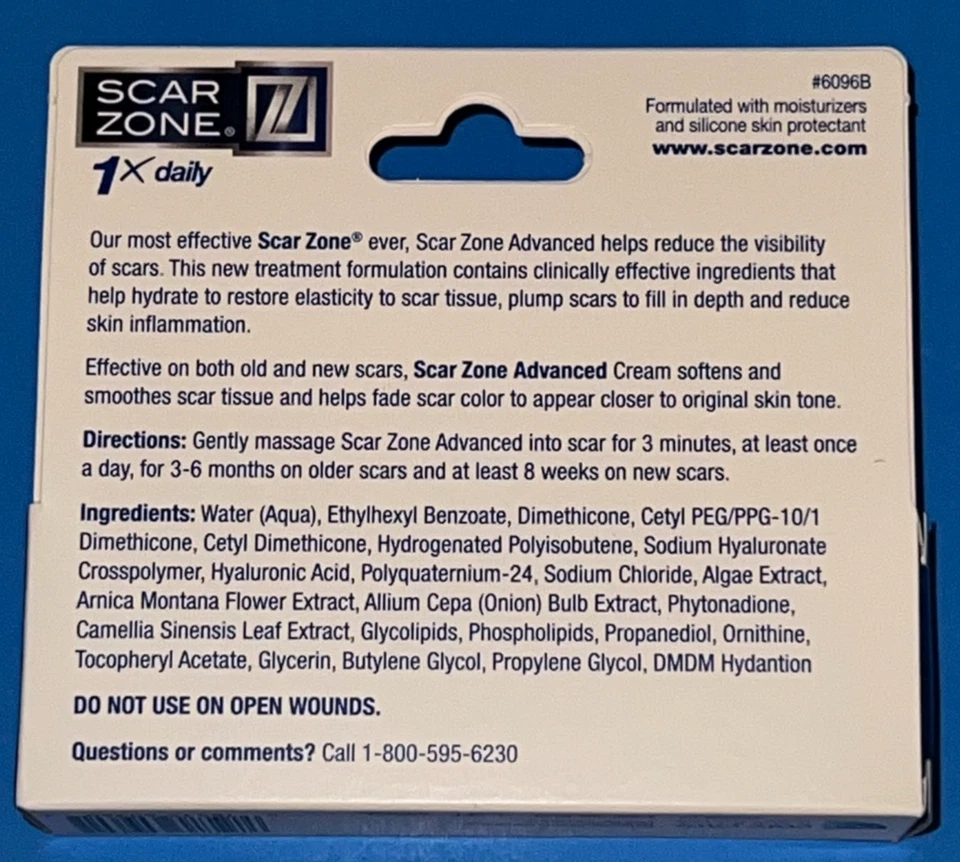 SCAR
ZONE®
1X daily
#6096B
Formulated with moisturizers
and silicone skin protectant
www.scarzone.com
Our most effective Scar Zone® ever, Scar Zone Advanced helps reduce the visibility
of scars. This new treatment formulation contains clinically effective ingredients that
help hydrate to restore elasticity to scar tissue, plump scars to fill in depth and reduce
skin inflammation.
Effective on both old and new scars, Scar Zone Advanced Cream softens and
smoothes scar tissue and helps fade scar color to appear closer to original skin tone.
Directions: Gently massage Scar Zone Advanced into scar for 3 minutes, at least once
a day, for 3-6 months on older scars and at least 8 weeks on new scars.
Ingredients: Water (Aqua), Ethylhexyl Benzoate, Dimethicone, Cetyl PEG/PPG-10/1
Dimethicone, Cetyl Dimethicone, Hydrogenated Polyisobutene, Sodium Hyaluronate
Crosspolymer, Hyaluronic Acid, Polyquaternium-24, Sodium Chloride, Algae Extract,
Arnica Montana Flower Extract, Allium Cepa (Onion) Bulb Extract, Phytonadione,
Camellia Sinensis Leaf Extract, Glycolipids, Phospholipids, Propanediol, Ornithine,
Tocopheryl Acetate, Glycerin, Butylene Glycol, Propylene Glycol, DMDM Hydantion
DO NOT USE ON OPEN WOUNDS.
Questions or comments? Call 1-800-595-6230